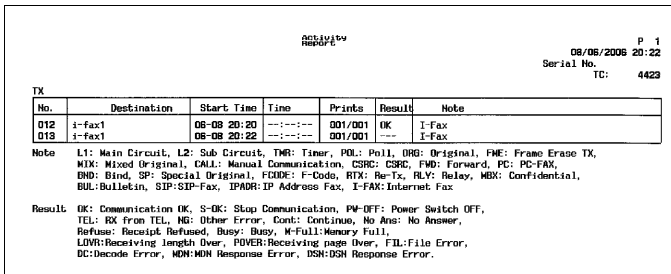 Activity
Report
P 1
08/06/2006 20:22
Serial No.
TC: 4423
TX
No. Destination Start Time Time Prints Result Note
012 i-fax1 06-08 20:20 --:--:-- 001/001 OK I-Fax
013 i-fax1 06-08 20:22 --:--:-- 001/001 --- I-Fax
Note L1: Main Circuit, L2: Sub Circuit, TMR: Timer, POL: Poll, ORG: Original, FME: Frame Erase TX,
MIX: Mixed Original, CALL: Manual Communication, CSRC: CSRC, FWD: Forward, PC: PC-FAX,
BND: Bind, SP: Special Original, FCODE: F-Code, RTX: Re-Tx, RLY: Relay, MBX: Confidential,
BUL:Bulletin, SIP:SIP-Fax, IPADR:IP Address Fax, I-FAX:Internet Fax
Result OK: Communication OK, S-OK: Stop Communication, PW-OFF: Power Switch OFF,
TEL: RX from TEL, NG: Other Error, Cont: Continue, No Ans: No Answer,
Refuse: Receipt Refused, Busy: Busy, M-Full:Memory Full,
LOVR:Receiving length Over, POVER:Receiving page Over, FIL:File Error,
DC:Decode Error, MDN:MDN Response Error, DSN:DSN Response Error.